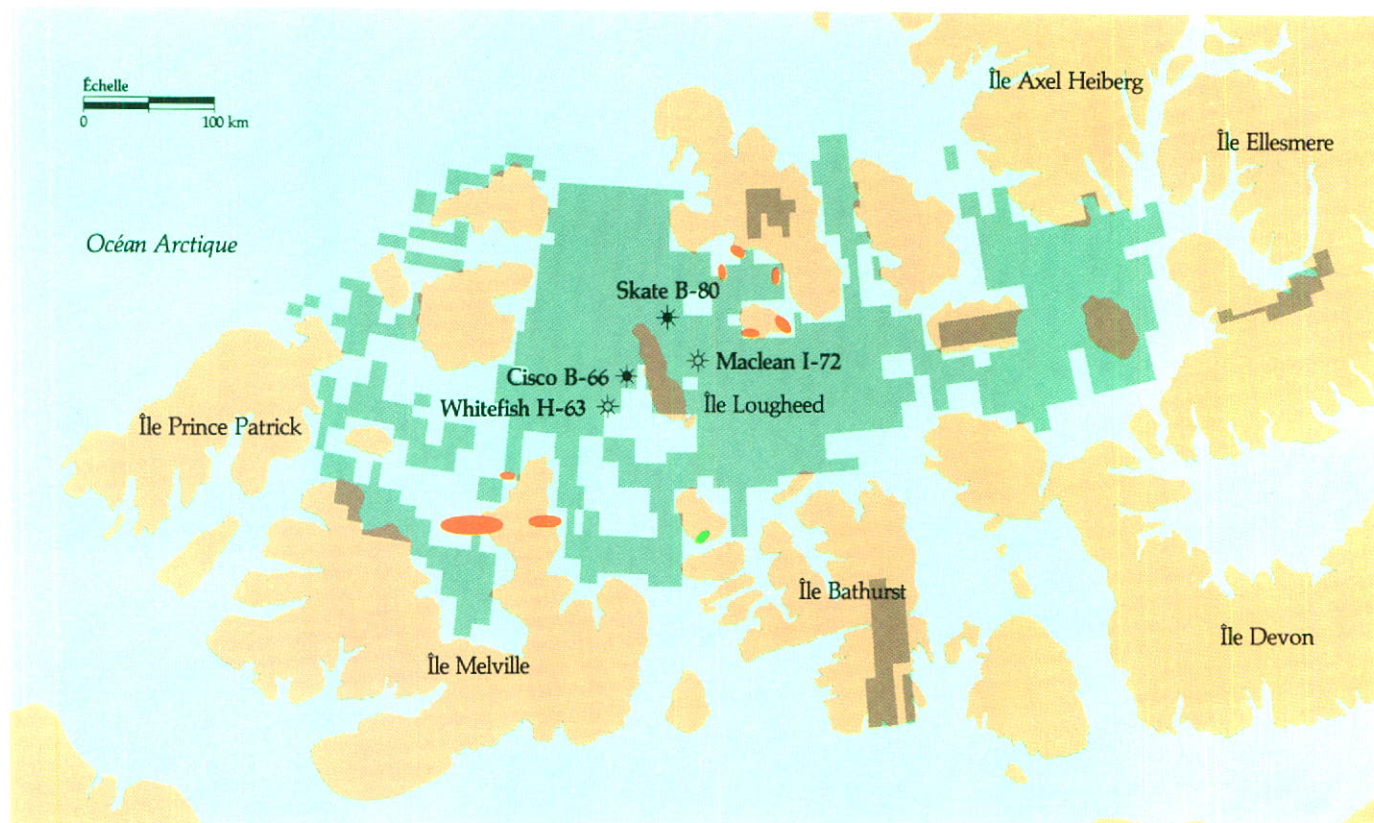 Échelle
0 100 km
Île Axel Heiberg
Île Ellesmere
Océan Arctique
Skate B-80
Maclean I-72
Cisco B-66
Whitefish H-63
Île Lougheed
Île Prince Patrick
Île Bathurst
Île Devon
Île Melville